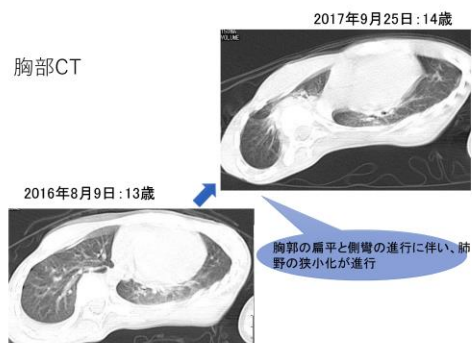 2017年9月25日：14歳
胸部CT
VOLUME
2016年8月9日：13歳
胸郭の扁平と側彎の進行に伴い、肺
野の狭小化が進行